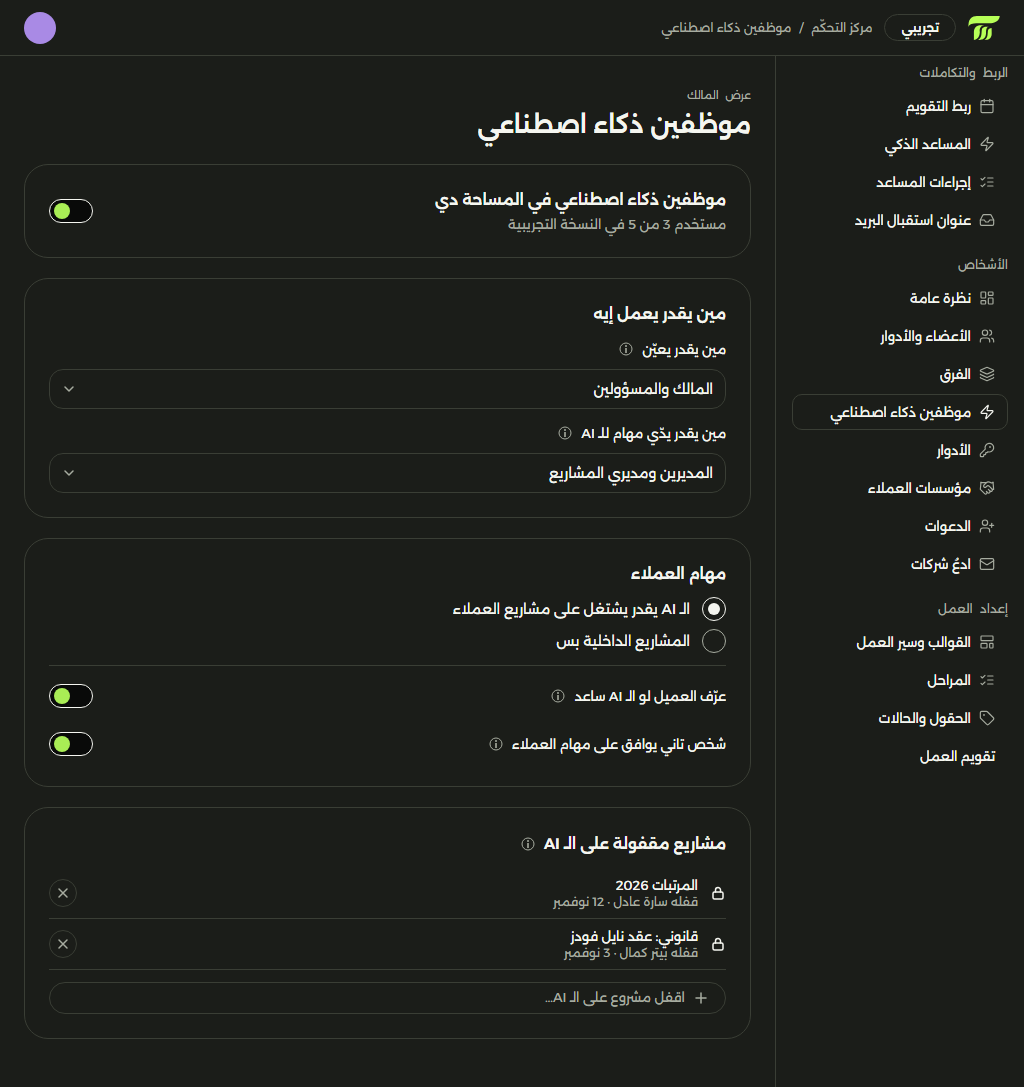 تجريبي
مركز التحكّم / موظفين ذكاء اصطناعي
الربط والتكاملات
ربط التقويم
المساعد الذكي
إجراءات المساعد
عنوان استقبال البريد
الأشخاص
نظرة عامة
الأعضاء والأدوار
الفرق
موظفين ذكاء اصطناعي
الأدوار
مؤسسات العملاء
الدعوات
ادعُ شركات
إعداد العمل
القوالب وسير العمل
المراحل
الحقول والحالات
تقويم العمل
عرض المالك
موظفين ذكاء اصطناعي
موظفين ذكاء اصطناعي في المساحة دي
مستخدم 3 من 5 في النسخة التجريبية
مين يقدر يعمل إيه
مين يقدر يعيّن
المالك والمسؤولين
مين يقدر يدّي مهام للـ AI
المديرين ومديري المشاريع
مهام العملاء
الـ AI يقدر يشتغل على مشاريع العملاء
المشاريع الداخلية بس
عرّف العميل لو الـ AI ساعد
شخص تاني يوافق على مهام العملاء
مشاريع مقفولة على الـ AI
المرتبات 2026
قفله سارة عادل · 12 نوفمبر
قانوني: عقد نايل فودز
قفله بيتر كمال · 3 نوفمبر
اقفل مشروع على الـ AI...